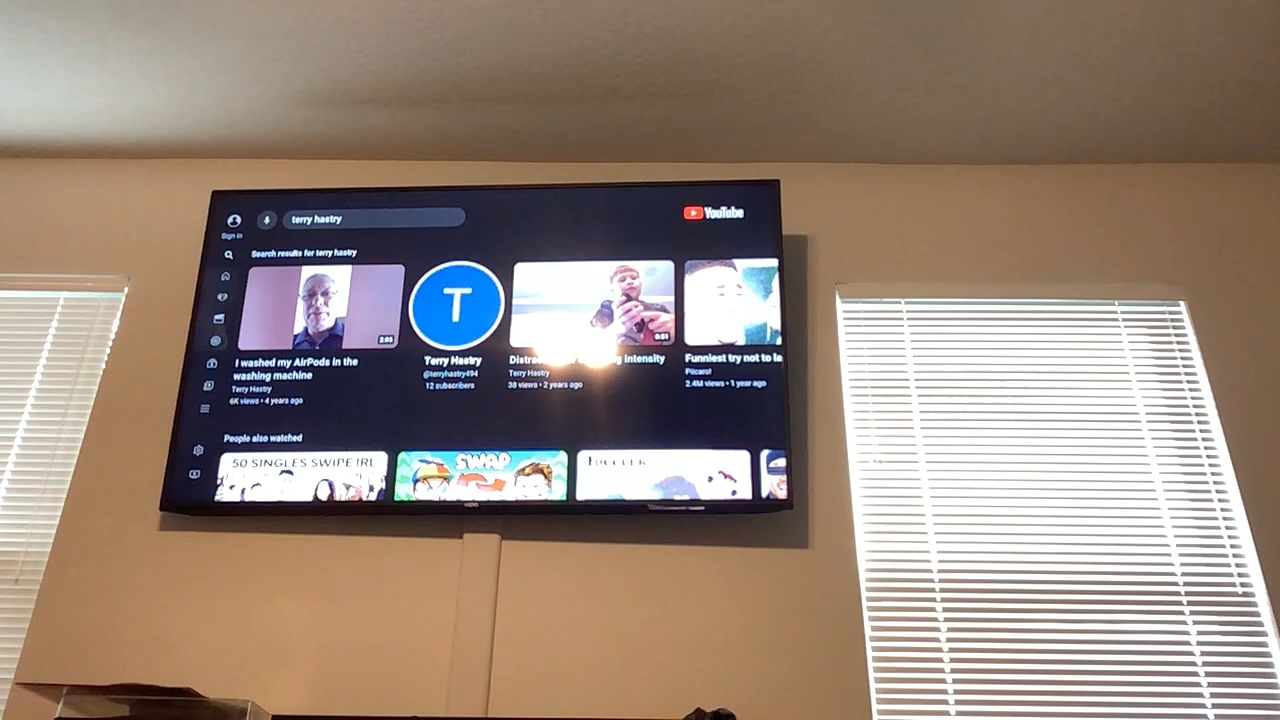 terry hastry
YouTube
Sign in
Search results for terry hastry
2:03
0:51
I washed my AirPods in the
washing machine
Terry Hastry
6K views • 4 years ago
T
Terry Hastry
@terryhastry494
12 subscribers
intensity
Terry Hastry
38 views • 2 years ago
Funniest try not to la
Piicaro!
2.4M views • 1 year ago
People also watched
50 SINGLES SWIPE IRL
SWAP
VIZIO